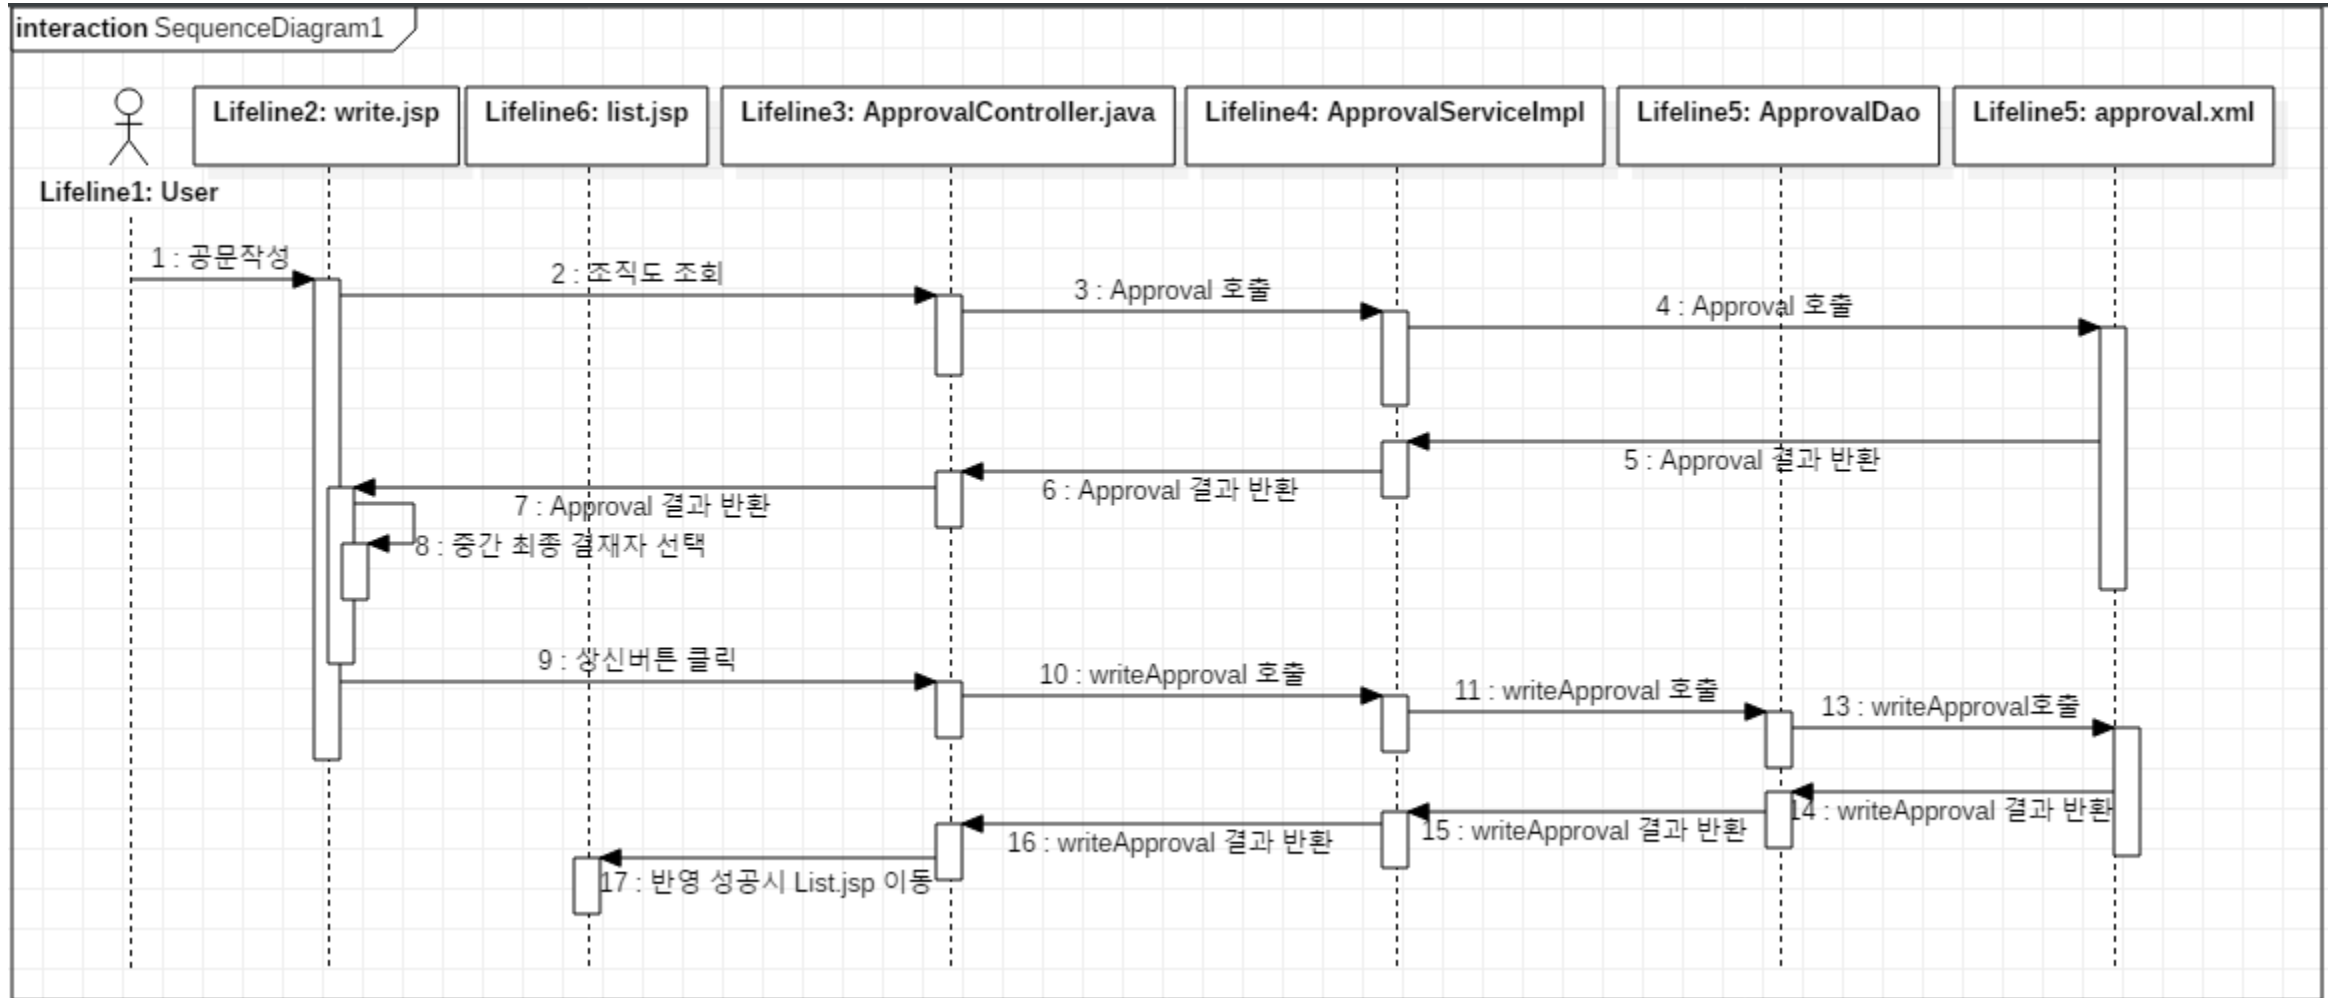 interaction SequenceDiagram1
Lifeline1: User
Lifeline2: write.jsp
Lifeline6: list.jsp
Lifeline3: ApprovalController.java
Lifeline4: ApprovalServiceImpl
Lifeline5: ApprovalDao
Lifeline5: approval.xml
1 : 공문작성
2 : 조직도 조회
3 : Approval 호출
4 : Approval 호출
5 : Approval 결과 반환
6 : Approval 결과 반환
7 : Approval 결과 반환
8 : 중간 최종 결재자 선택
9 : 상신버튼 클릭
10 : writeApproval 호출
11 : writeApproval 호출
13 : writeApproval호출
14 : writeApproval 결과 반환
15 : writeApproval 결과 반환
16 : writeApproval 결과 반환
17 : 반영 성공시 List.jsp 이동